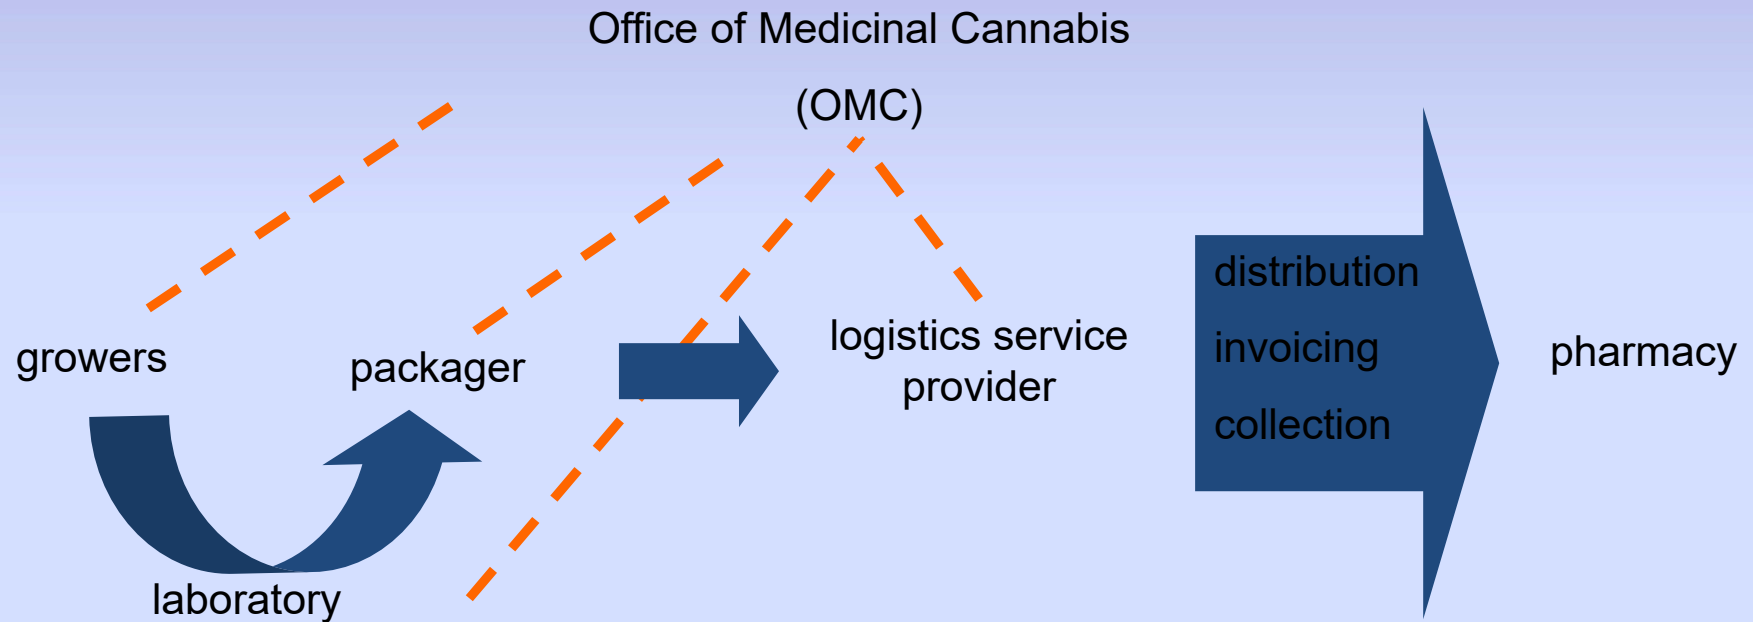 Office of Medicinal Cannabis
(OMC)
growers
packager
logistics service
provider
distribution
invoicing
collection
pharmacy
laboratory